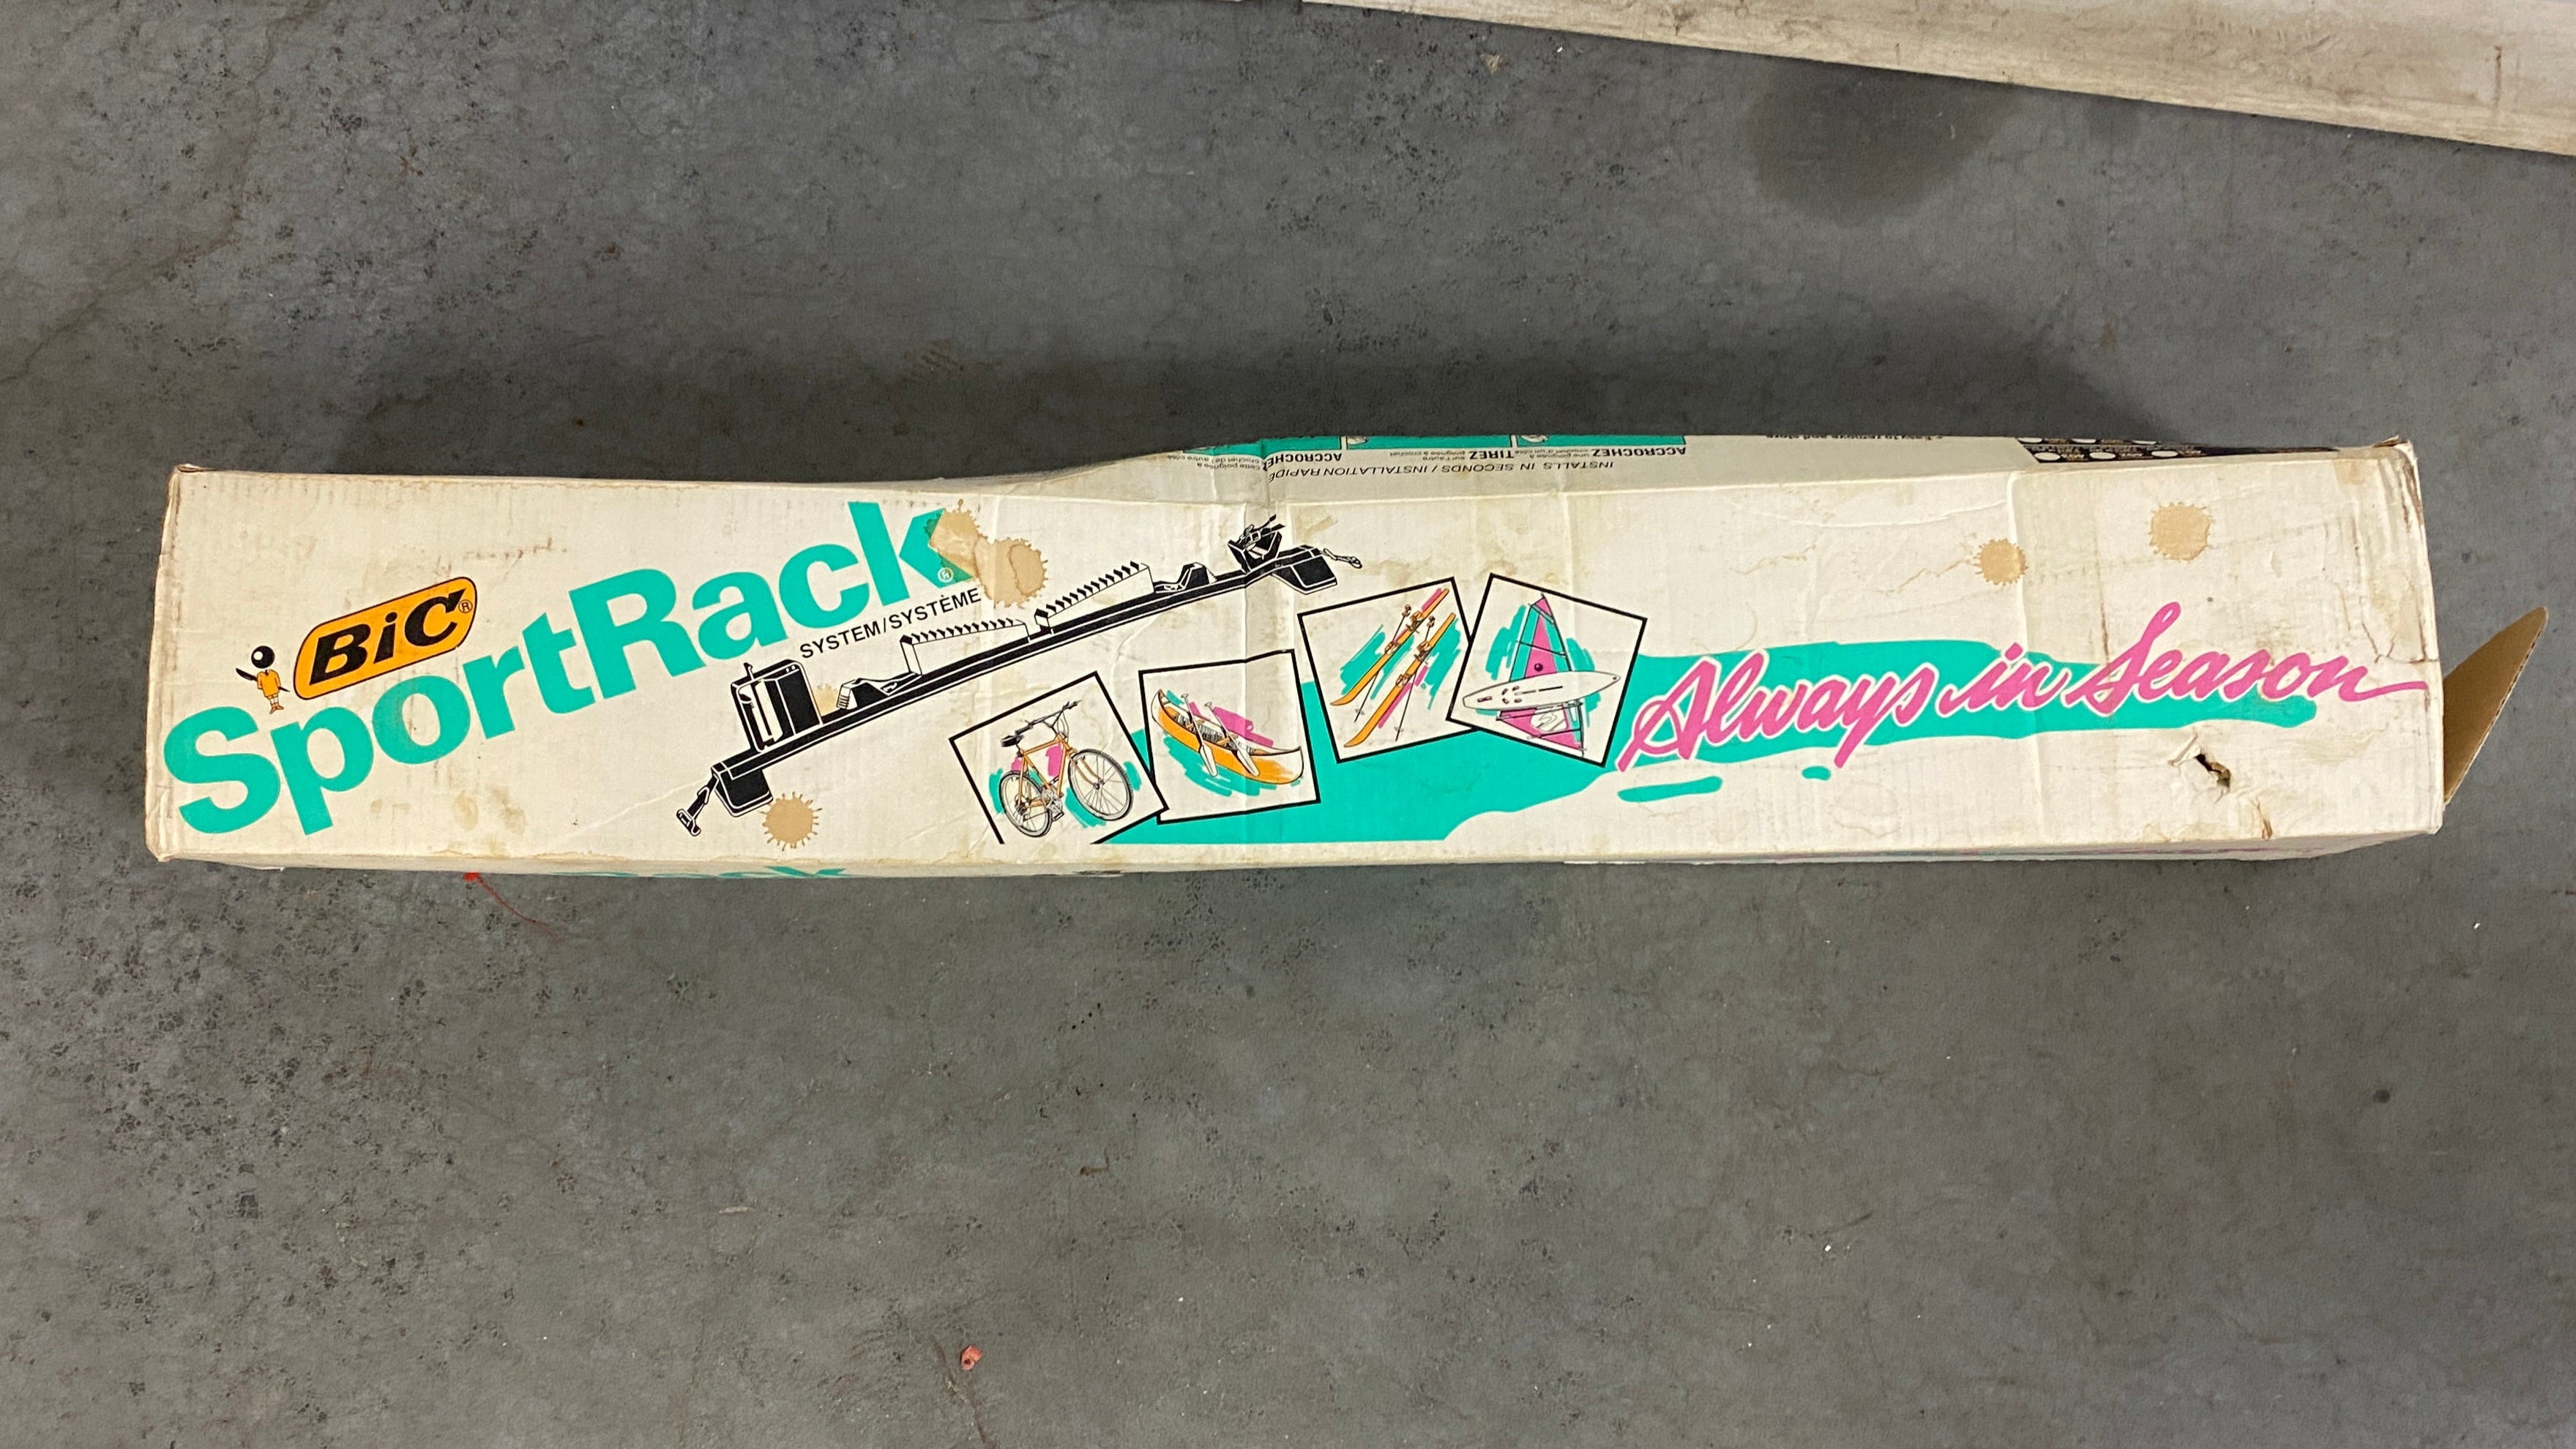 BiC®
SportRack®
SYSTEM/SYSTÈME
Always in Season
INSTALLS IN SECONDS / INSTALLATION RAPIDE
ACCROCHEZ
TIREZ
ACCROCHEZ